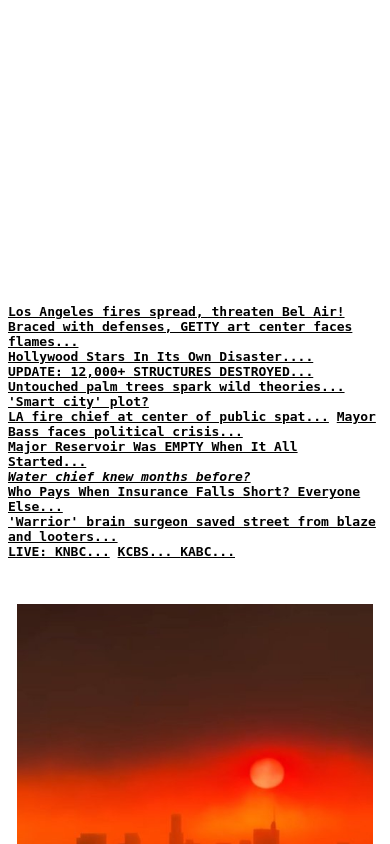 Los Angeles fires spread, threaten Bel Air!
Braced with defenses, GETTY art center faces
flames...
Hollywood Stars In Its Own Disaster....
UPDATE: 12,000+ STRUCTURES DESTROYED...
Untouched palm trees spark wild theories...
'Smart city' plot?
LA fire chief at center of public spat... Mayor
Bass faces political crisis...
Major Reservoir Was EMPTY When It All
Started...
Water chief knew months before?
Who Pays When Insurance Falls Short? Everyone
Else...
'Warrior' brain surgeon saved street from blaze
and looters...
LIVE: KNBC... KCBS... KABC...